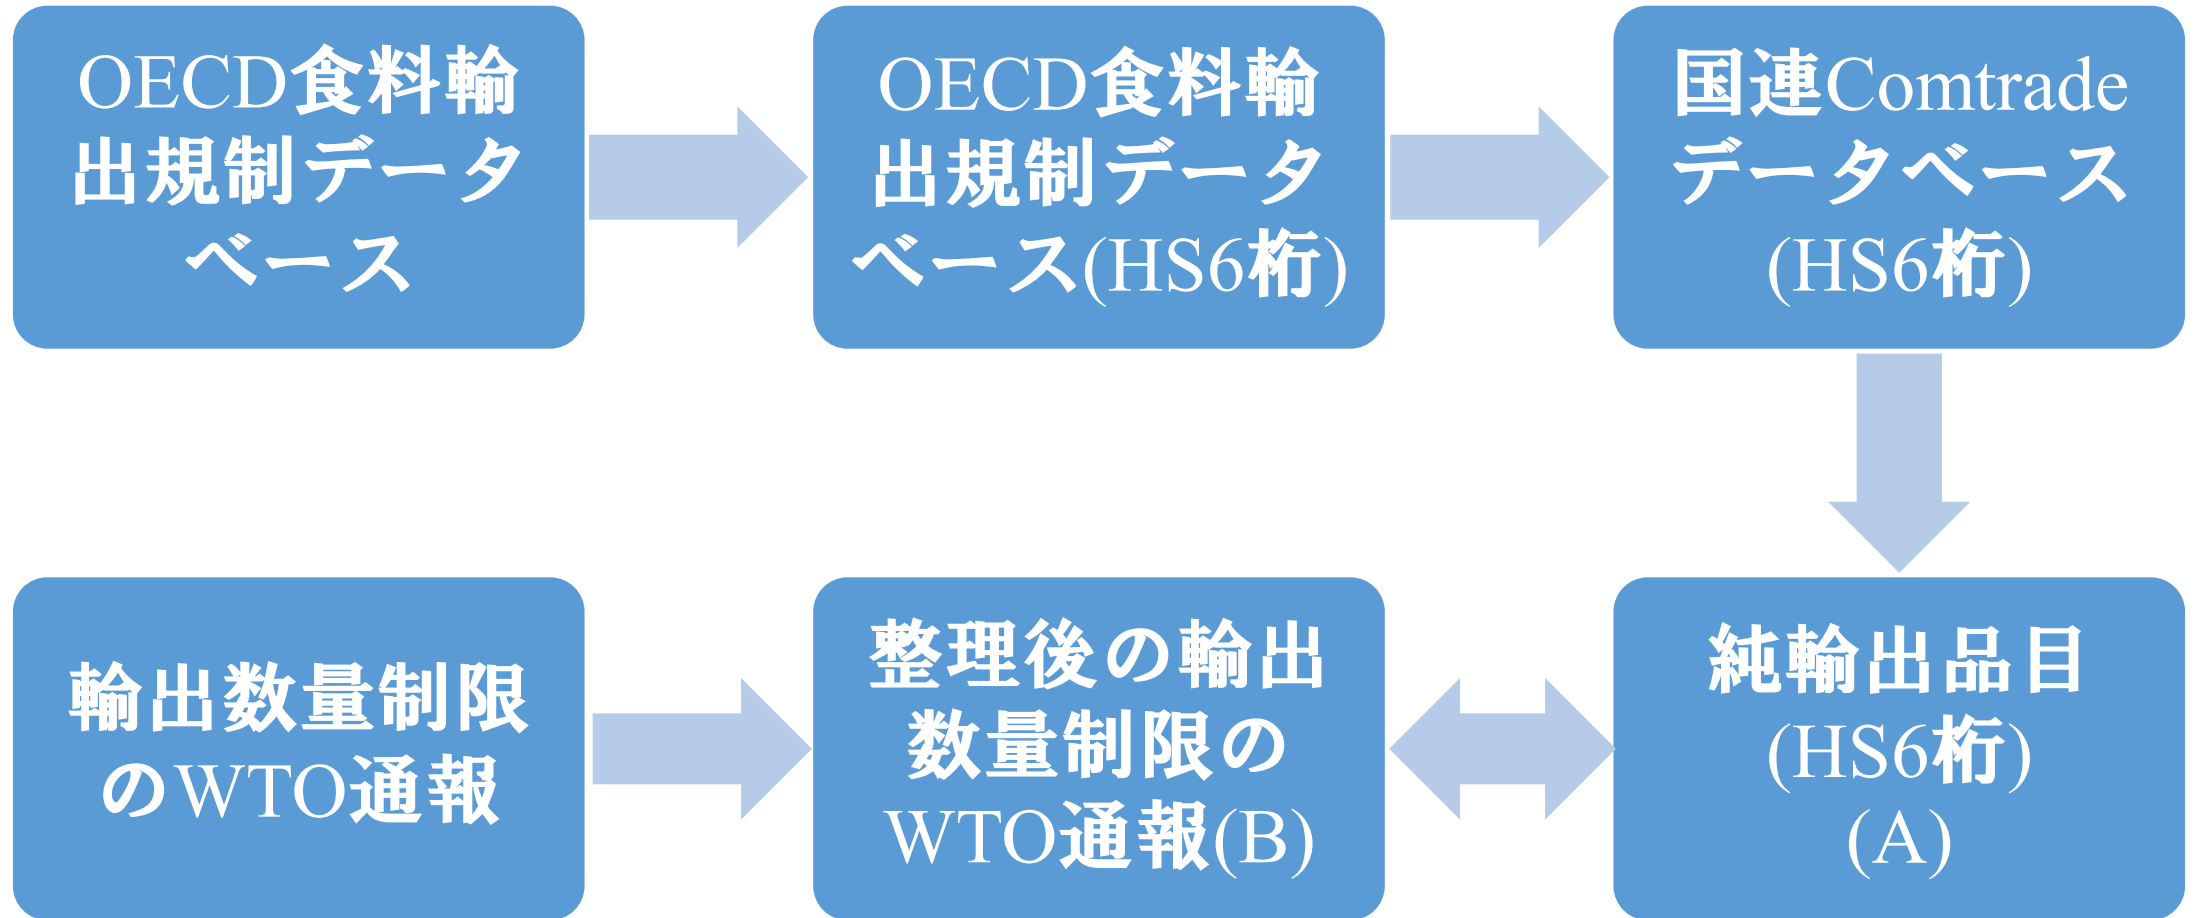 OECD食料輸
出規制データ
ベース
OECD食料輸
出規制データ
ベース(HS6桁)
国連Comtrade
データベース
(HS6桁)
輸出数量制限
のWTO通報
整理後の輸出
数量制限の
WTO通報(B)
純輸出品目
(HS6桁)
(A)